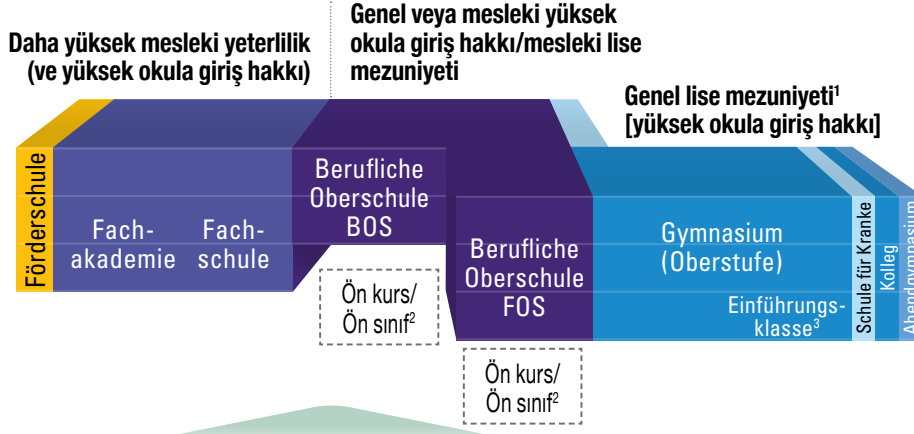 Daha yüksek mesleki yeterlilik
(ve yüksek okula giriş hakkı)
Genel veya mesleki yüksek
okula giriş hakkı/mesleki lise
mezuniyeti
Genel lise mezuniyeti¹
[yüksek okula giriş hakkı]
Förderschule
Fach-
akademie
Fach-
schule
Berufliche
Oberschule
BOS
Ön kurs/
Ön sınıf²
Berufliche
Oberschule
FOS
Ön kurs/
Ön sınıf²
Gymnasium
(Oberstufe)
Einführungs-
klasse³
Schule für Kranke
Kolleg
Abendgymnasium